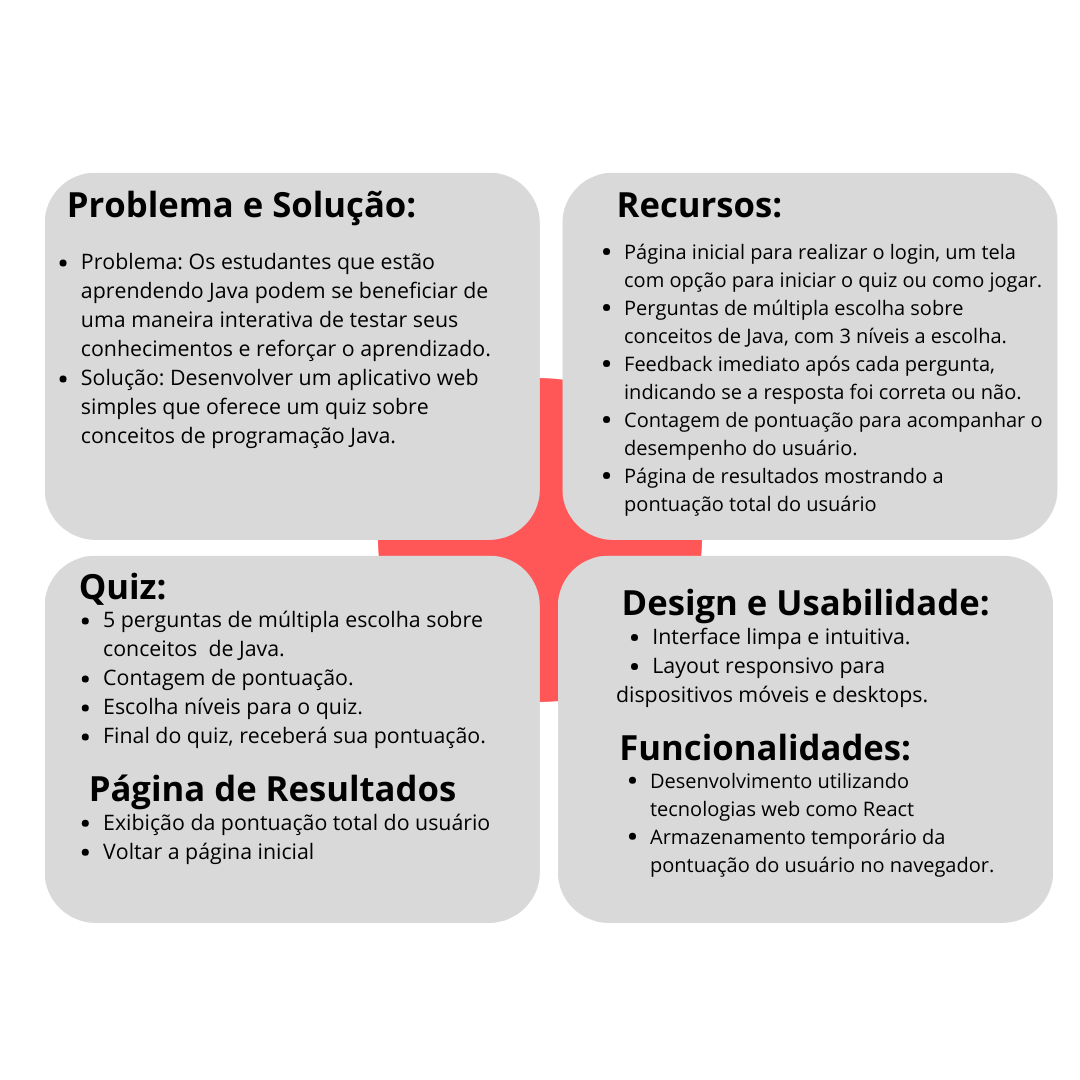 Problema e Solução:
Problema: Os estudantes que estão
aprendendo Java podem se beneficiar de
uma maneira interativa de testar seus
conhecimentos e reforçar o aprendizado.
Solução: Desenvolver um aplicativo web
simples que oferece um quiz sobre
conceitos de programação Java.
Recursos:
Página inicial para realizar o login, um tela
com opção para iniciar o quiz ou como jogar.
Perguntas de múltipla escolha sobre
conceitos de Java, com 3 níveis a escolha.
Feedback imediato após cada pergunta,
indicando se a resposta foi correta ou não.
Contagem de pontuação para acompanhar o
desempenho do usuário.
Página de resultados mostrando a
pontuação total do usuário
Quiz:
5 perguntas de múltipla escolha sobre
conceitos  de Java.
Contagem de pontuação.
Escolha níveis para o quiz.
Final do quiz, receberá sua pontuação.
Página de Resultados
Exibição da pontuação total do usuário
Voltar a página inicial
Design e Usabilidade:
Interface limpa e intuitiva.
Layout responsivo para
dispositivos móveis e desktops.
Funcionalidades:
Desenvolvimento utilizando
tecnologias web como React
Armazenamento temporário da
pontuação do usuário no navegador.